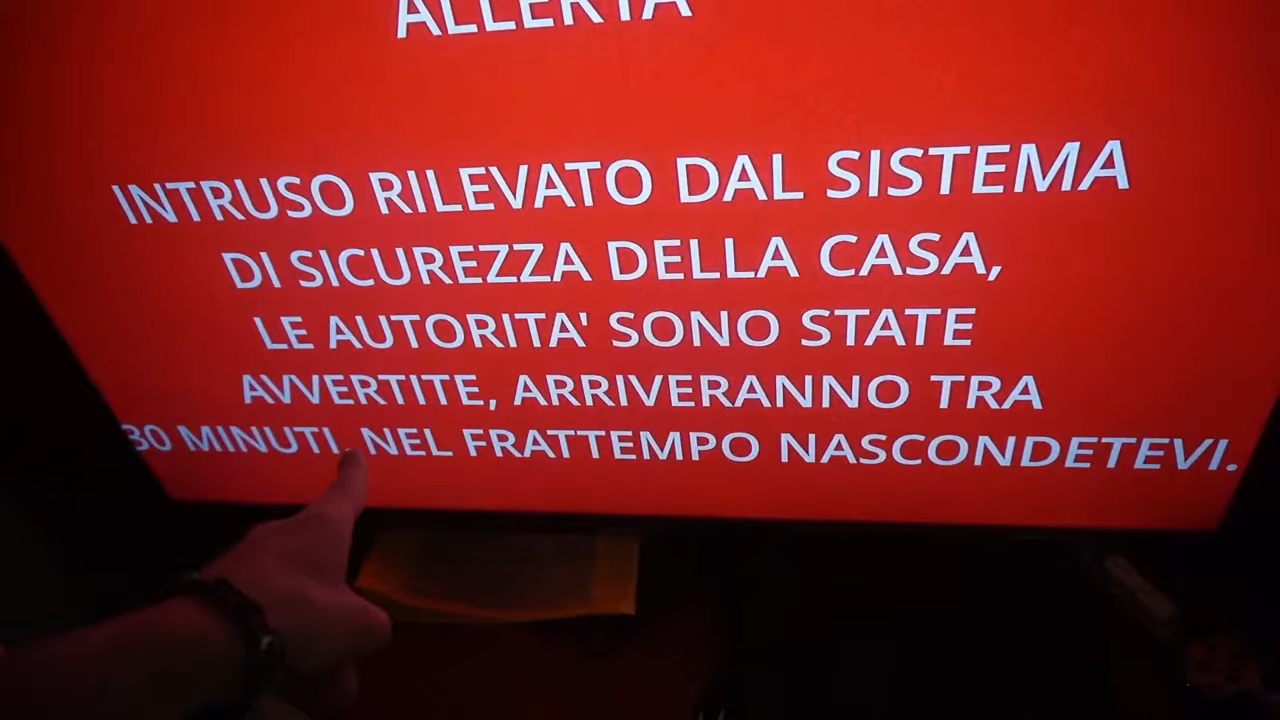 ALLERTA
INTRUSO RILEVATO DAL SISTEMA
DI SICUREZZA DELLA CASA,
LE AUTORITA' SONO STATE
AVVERTITE, ARRIVERANNO TRA
30 MINUTI, NEL FRATTEMPO NASCONDETEVI.